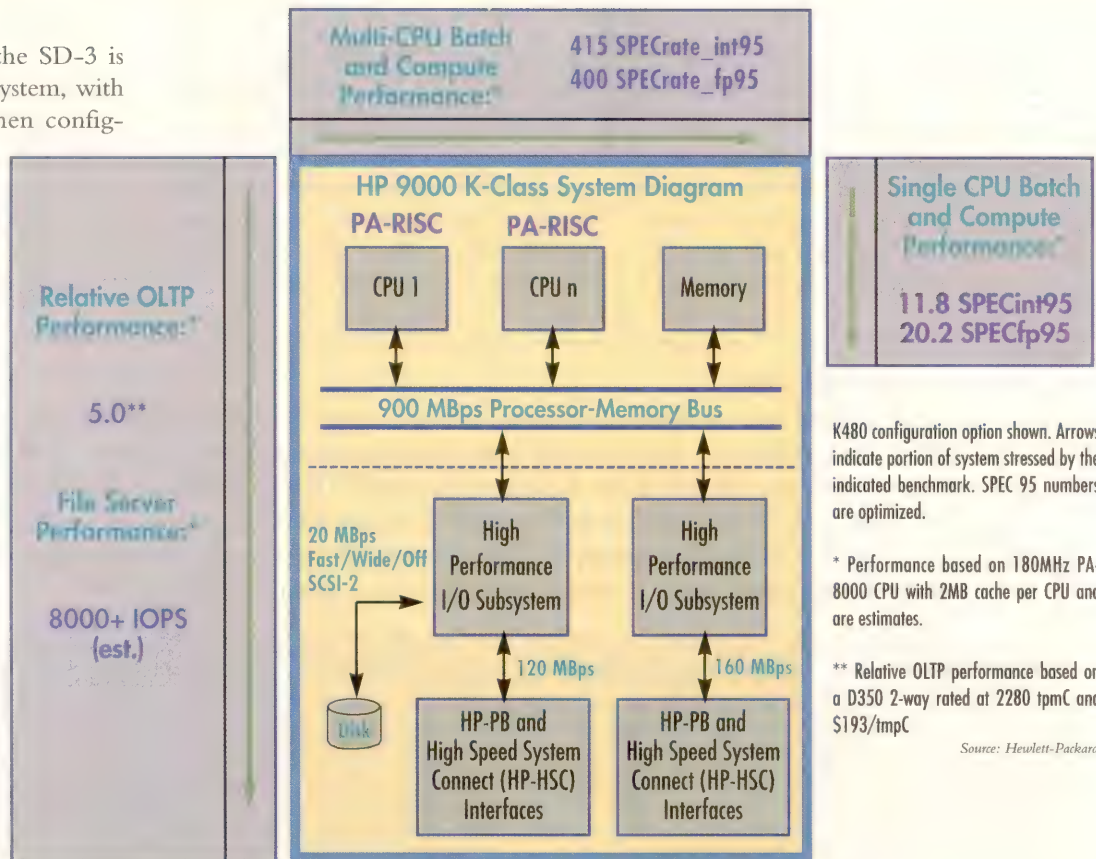 the SD-3 is
ystem, with
hen config-
Multi-CPU Batch
and Compute
Performance:*
415 SPECrate_int95
400 SPECrate_fp95
Relative OLTP
Performance:*
5.0**
File Server
Performance:*
8000+ IOPS
(est.)
HP 9000 K-Class System Diagram
PA-RISC
PA-RISC
CPU 1
CPU n
Memory
900 MBps Processor-Memory Bus
20 MBps
Fast/Wide/Off
SCSI-2
High
Performance
I/O Subsystem
High
Performance
I/O Subsystem
120 MBps
160 MBps
Disk
HP-PB and
High Speed System
Connect (HP-HSC)
Interfaces
HP-PB and
High Speed System
Connect (HP-HSC)
Interfaces
Single CPU Batch
and Compute
Performance:*
11.8 SPECint95
20.2 SPECfp95
K480 configuration option shown. Arrows
indicate portion of system stressed by the
indicated benchmark. SPEC 95 numbers
are optimized.
* Performance based on 180MHz PA-
8000 CPU with 2MB cache per CPU and
are estimates.
** Relative OLTP performance based on
a D350 2-way rated at 2280 tpmC and
$193/tmpC
Source: Hewlett-Packard